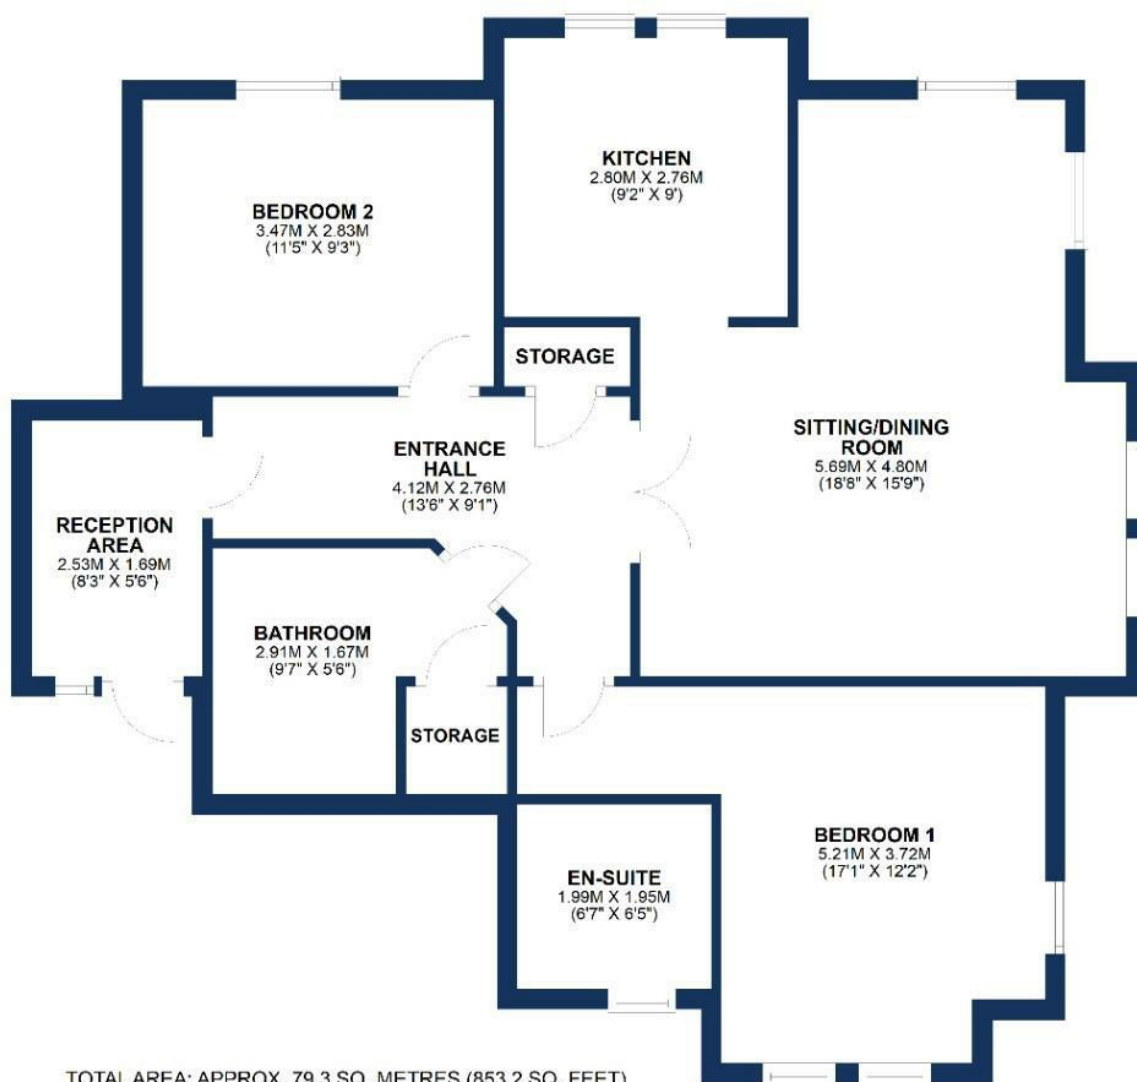 KITCHEN
2.80M X 2.76M
(9'2" X 9')
BEDROOM 2
3.47M X 2.83M
(11'5" X 9'3")
STORAGE
SITTING/DINING
ROOM
5.69M X 4.80M
(18'8" X 15'9")
ENTRANCE
HALL
4.12M X 2.76M
(13'6" X 9'1")
RECEPTION
AREA
2.53M X 1.69M
(8'3" X 5'6")
BATHROOM
2.91M X 1.67M
(9'7" X 5'6")
STORAGE
BEDROOM 1
5.21M X 3.72M
(17'1" X 12'2")
EN-SUITE
1.99M X 1.95M
(6'7" X 6'5")
TOTAL AREA: APPROX. 79.3 SQ. METRES (853.2 SQ. FEET)